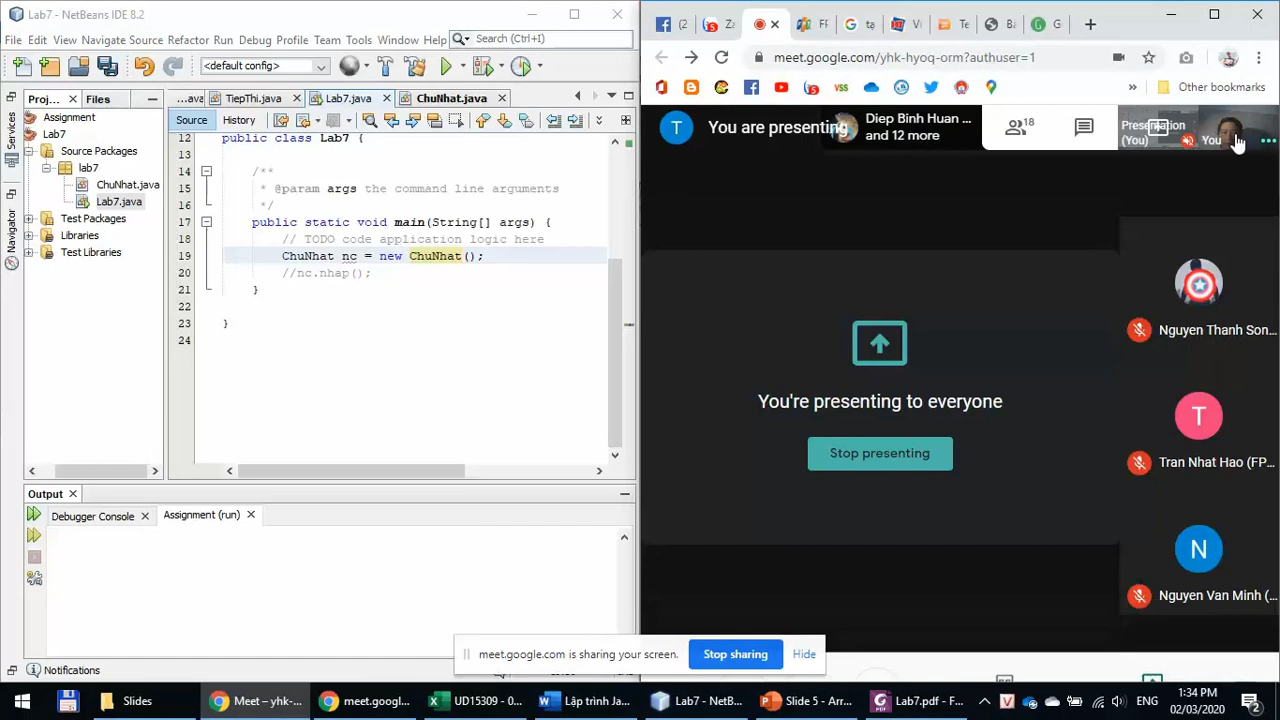 Lab7 - NetBeans IDE 8.2
File Edit View Navigate Source Refactor Run Debug Profile Team Tools Window Help
Search (Ctrl+I)
<default config>
Proj... Files
Services
Navigator
Assignment
Lab7
Source Packages
lab7
ChuNhat.java
Lab7.java
Test Packages
Libraries
Test Libraries
...ava TiepThi.java Lab7.java ChuNhat.java
Source History
12 public class Lab7 {
13
14 /**
15 * @param args the command line arguments
16 */
17 public static void main(String[] args) {
18 // TODO code application logic here
19 ChuNhat nc = new ChuNhat();
20 //nc.nhap();
21 }
22
23 }
24
Output
Debugger Console Assignment (run)
Notifications
meet.google.com/yhk-hyoq-orm?authuser=1
Other bookmarks
T You are presenting
Diep Binh Huan ...
and 12 more
18
Presentation
(You)
You
Nguyen Thanh Son...
You're presenting to everyone
Stop presenting
T
Tran Nhat Hao (FP...
N
Nguyen Van Minh (...
meet.google.com is sharing your screen. Stop sharing Hide
Slides Meet – yhk-... meet.googl... UD15309 - 0... Lập trình Ja... Lab7 - NetB... Slide 5 - Arr... Lab7.pdf - F...
ENG
1:34 PM
02/03/2020
2